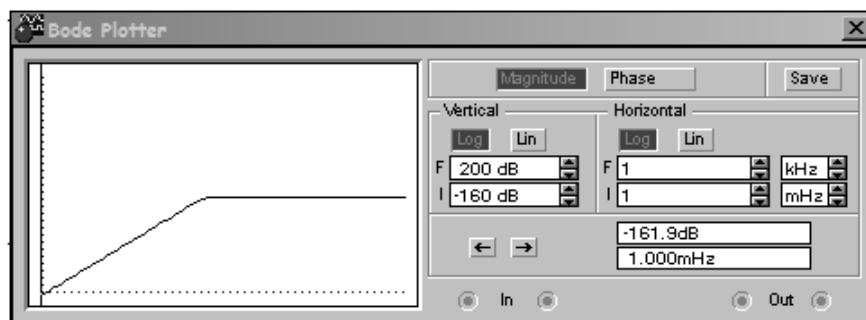 Bode Plotter
Magnitude Phase Save
Vertical Horizontal
Log Lin Log Lin
F 200 dB F 1 kHz
I -160 dB I 1 mHz
← → -161.9dB
1.000mHz
In Out